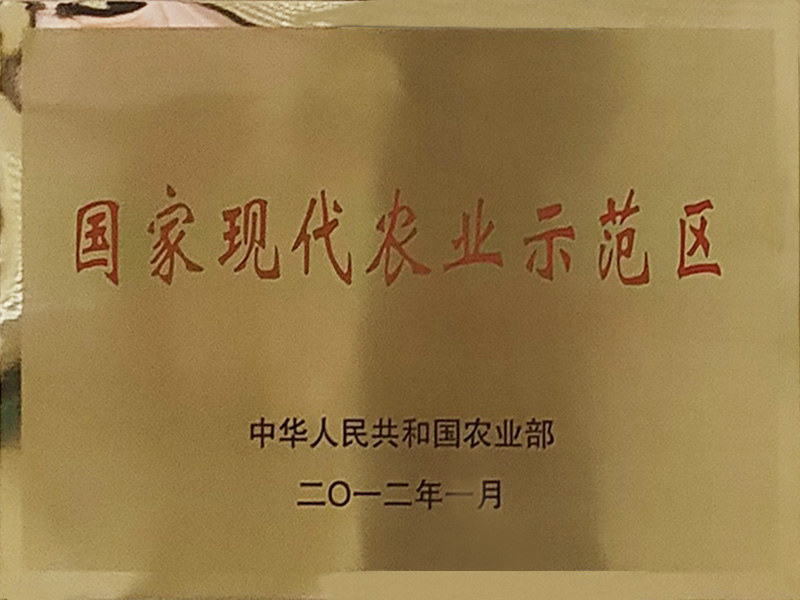 国家现代农业示范区
中华人民共和国农业部
二〇一二年一月